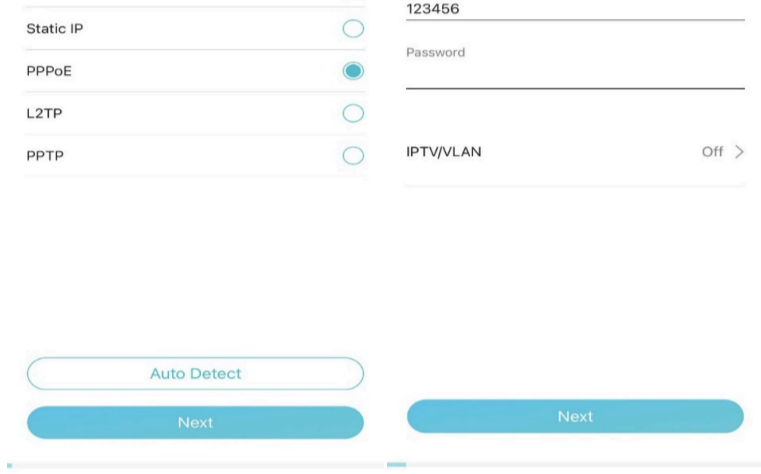 Static IP
PPPoE
L2TP
PPTP
Auto Detect
Next
123456
Password
IPTV/VLAN Off
Next